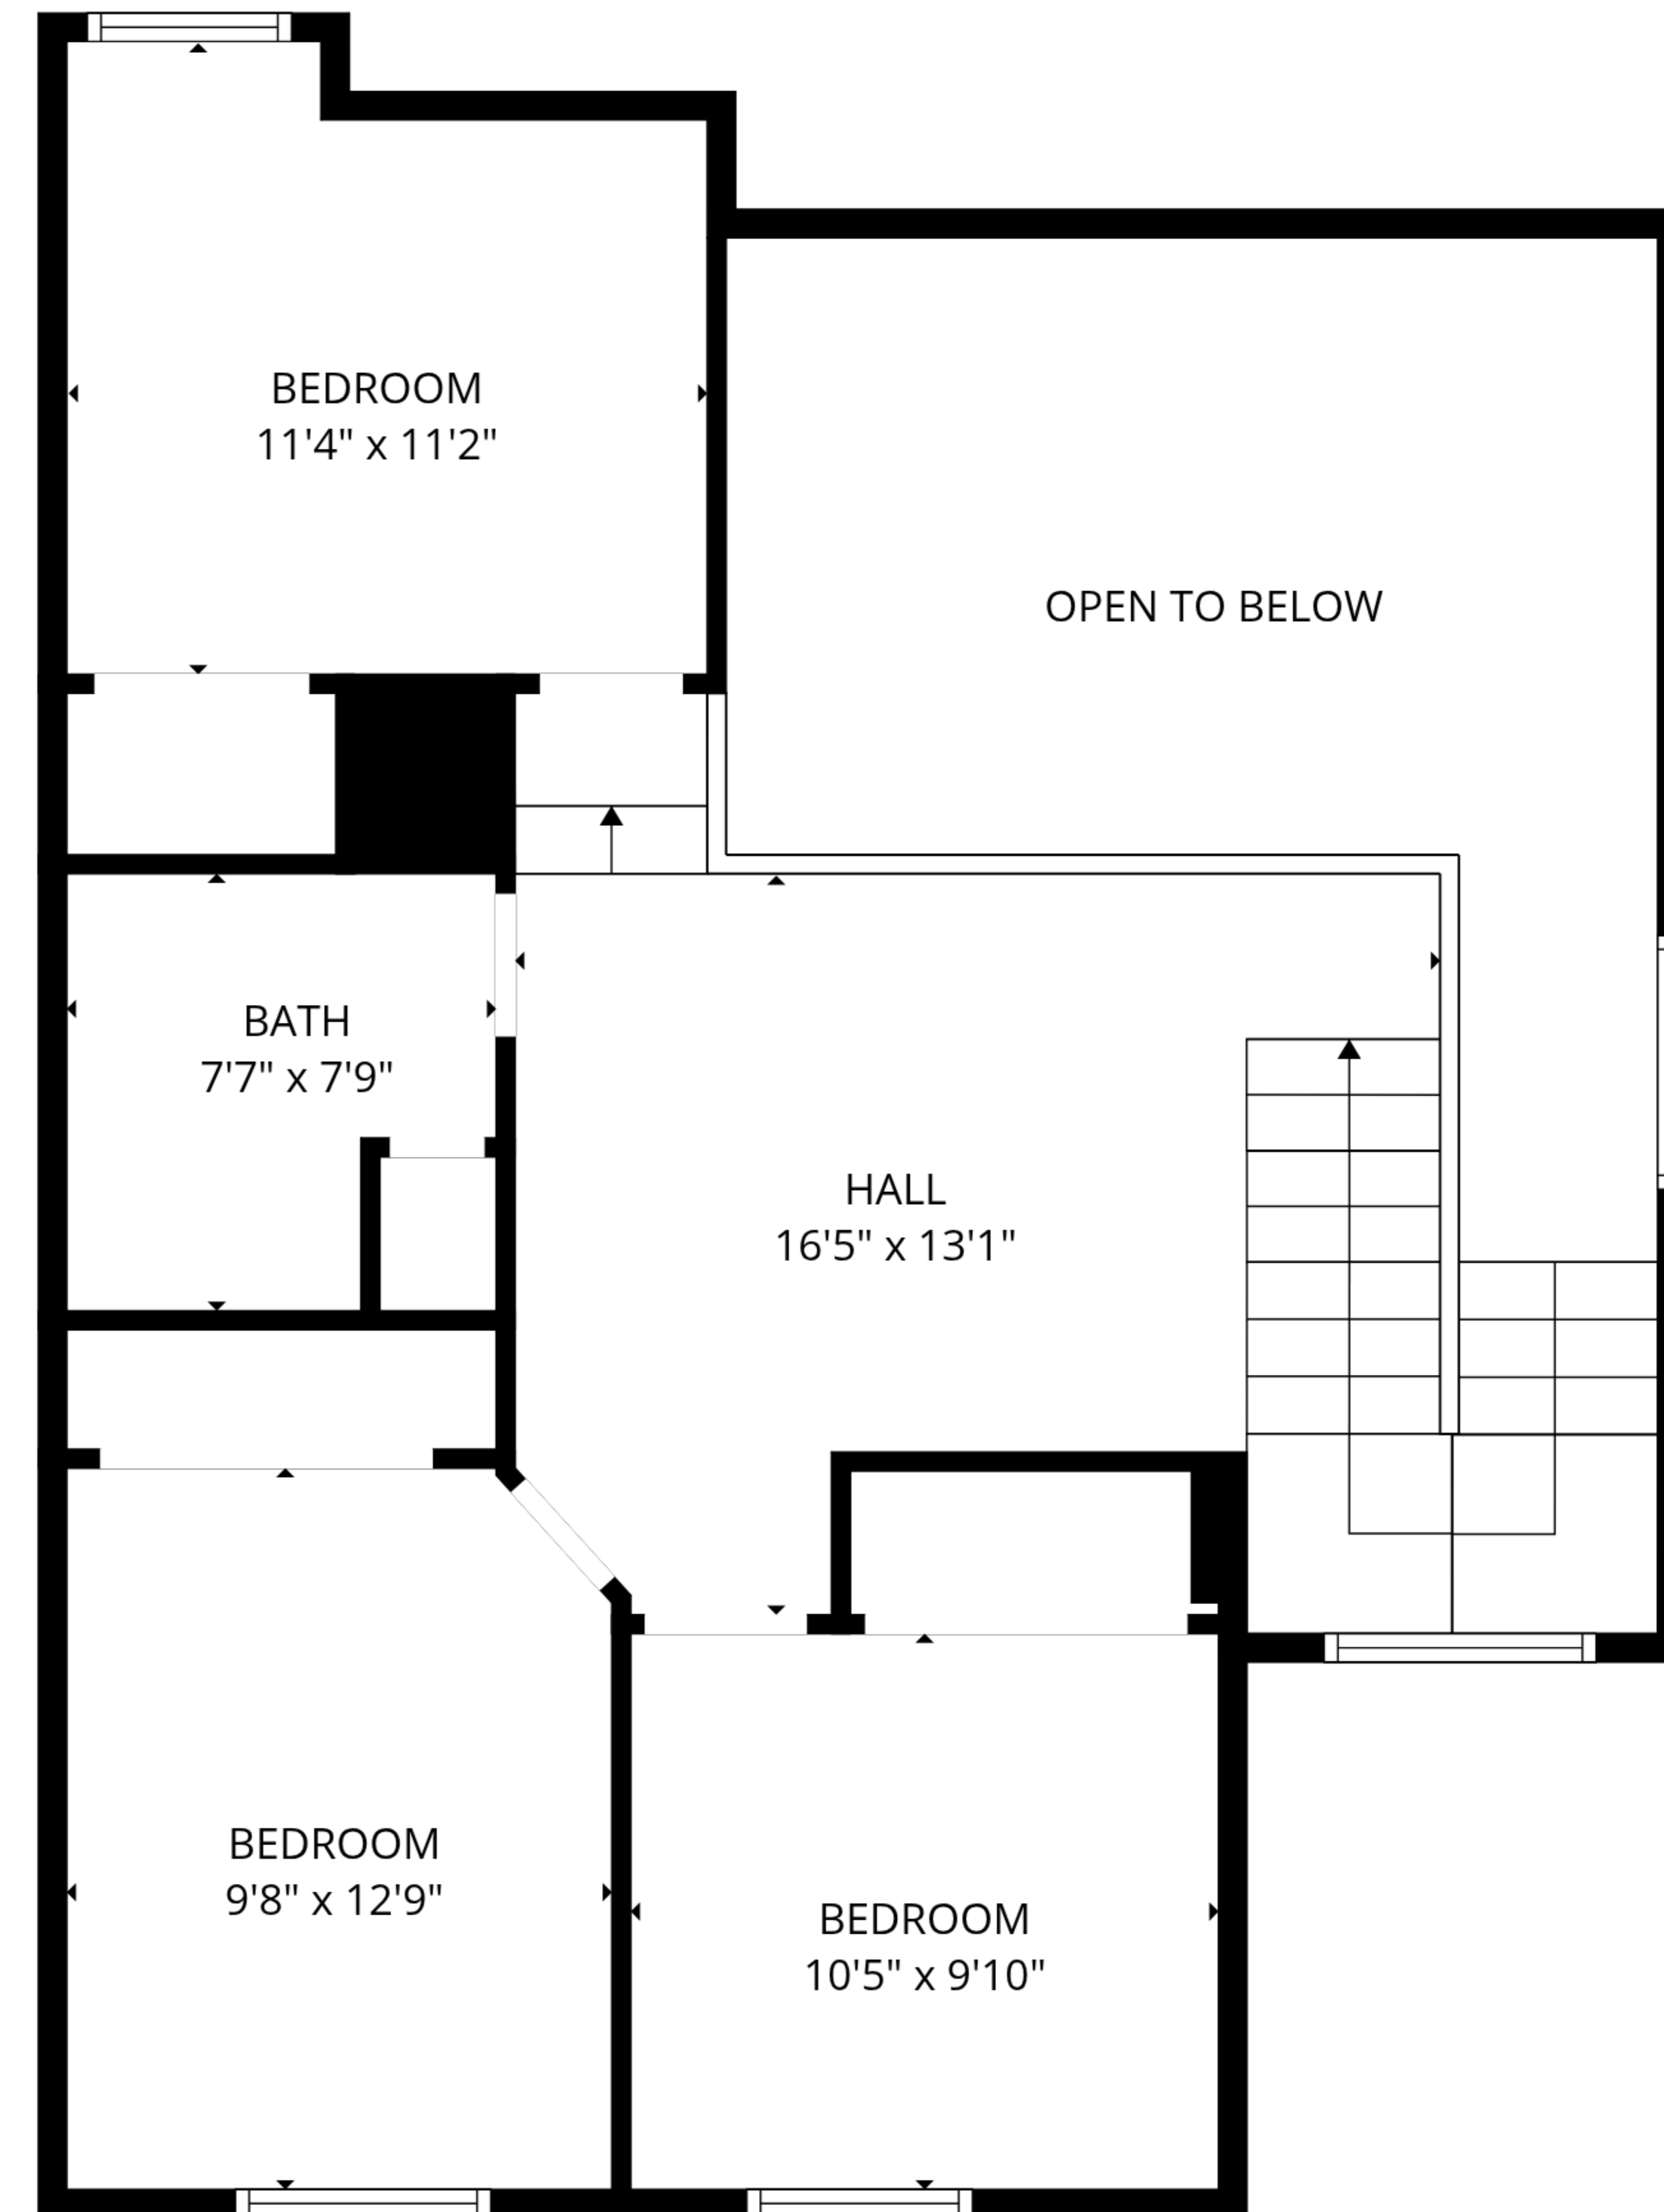 BEDROOM
11'4" x 11'2"
OPEN TO BELOW
BATH
7'7" x 7'9"
HALL
16'5" x 13'1"
BEDROOM
9'8" x 12'9"
BEDROOM
10'5" x 9'10"